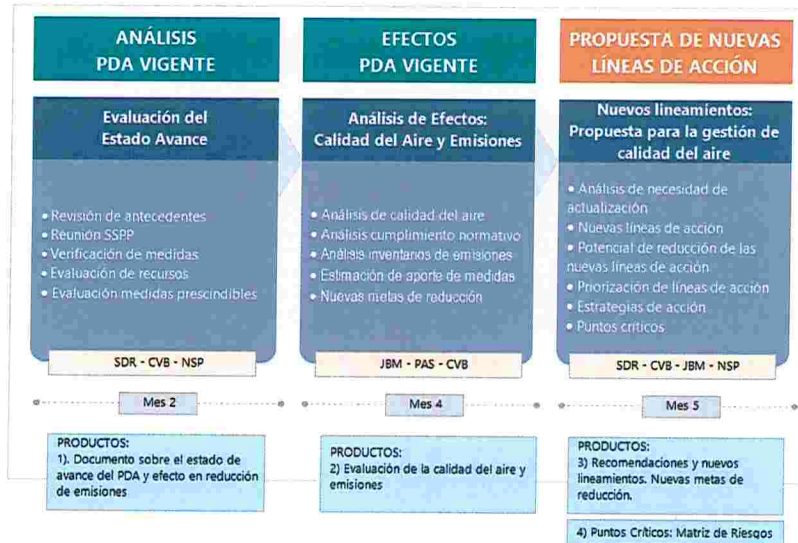 ANÁLISIS
PDA VIGENTE
Evaluación del
Estado Avance
• Revisión de antecedentes
• Reunión SSPP
• Verificación de medidas
• Evaluación de recursos
• Evaluación medidas prescindibles
SDR - CVB - NSP
Mes 2
PRODUCTOS:
1). Documento sobre el estado de
avance del PDA y efecto en reducción
de emisiones
EFECTOS
PDA VIGENTE
Análisis de Efectos:
Calidad del Aire y Emisiones
• Análisis de calidad del aire
• Análisis cumplimiento normativo
• Análisis inventarios de emisiones
• Estimación de aporte de medidas
• Nuevas metas de reducción
JBM - PAS - CVB
Mes 4
PRODUCTOS:
2) Evaluación de la calidad del aire y
emisiones
PROPUESTA DE NUEVAS
LÍNEAS DE ACCIÓN
Nuevos lineamientos:
Propuesta para la gestión de
calidad del aire
• Análisis de necesidad de
actualización
• Nuevas líneas de acción
• Potencial de reducción de las
nuevas líneas de acción
• Priorización de líneas de acción
• Estrategias de acción
• Puntos críticos
SDR - CVB - JBM - NSP
Mes 5
PRODUCTOS:
3) Recomendaciones y nuevos
lineamientos. Nuevas metas de
reducción.
4) Puntos Críticos: Matriz de Riesgos